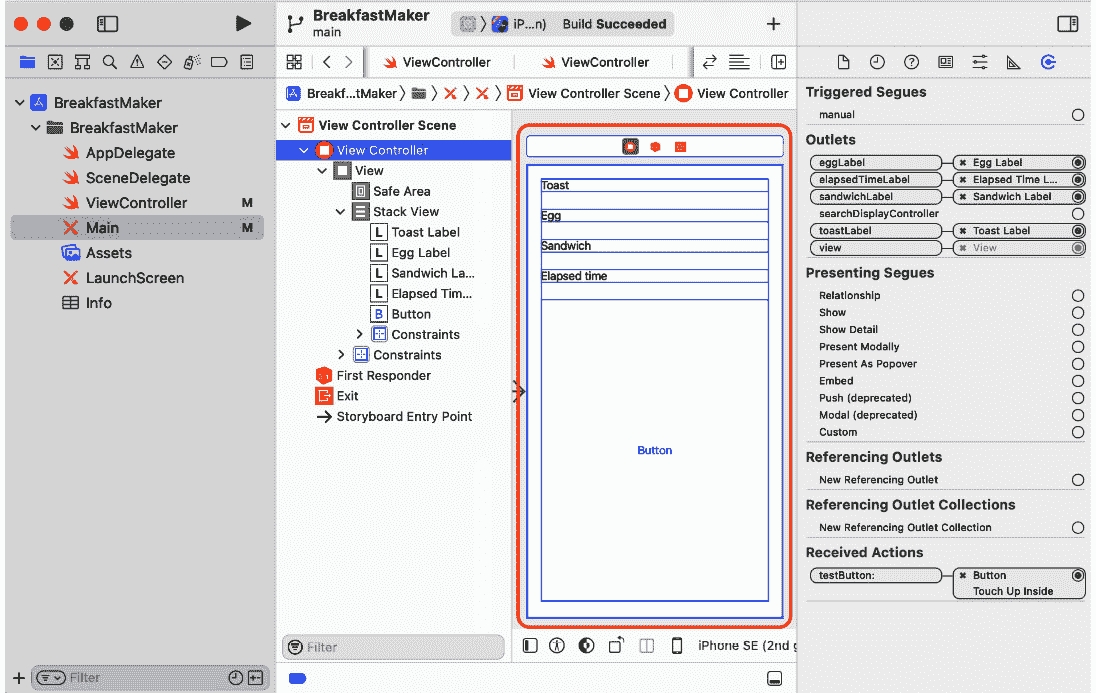 BreakfastMaker
main
iP...n)
Build Succeeded
ViewController
ViewController
Breakf...tMaker
View Controller Scene
View Controller
BreakfastMaker
BreakfastMaker
AppDelegate
SceneDelegate
ViewController M
Main M
Assets
LaunchScreen
Info
Filter
View Controller Scene
View Controller
View
Safe Area
Stack View
L Toast Label
L Egg Label
L Sandwich La...
L Elapsed Tim...
B Button
Constraints
Constraints
First Responder
Exit
Storyboard Entry Point
Filter
Toast
Egg
Sandwich
Elapsed time
Button
iPhone SE (2nd g
Triggered Segues
manual
Outlets
eggLabel Egg Label
elapsedTimeLabel Elapsed Time L...
sandwichLabel Sandwich Label
searchDisplayController
toastLabel Toast Label
view View
Presenting Segues
Relationship
Show
Show Detail
Present Modally
Present As Popover
Embed
Push (deprecated)
Modal (deprecated)
Custom
Referencing Outlets
New Referencing Outlet
Referencing Outlet Collections
New Referencing Outlet Collection
Received Actions
testButton: Button
Touch Up Inside